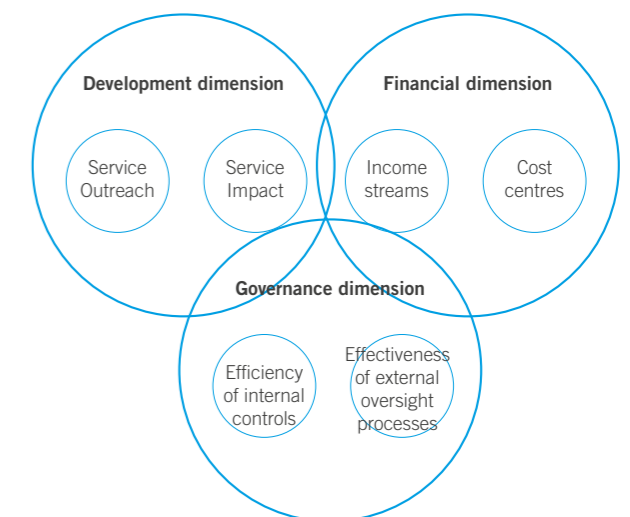 Development dimension
Financial dimension
Service
Outreach
Service
Impact
Income
streams
Cost
centres
Governance dimension
Efficiency
of internal
controls
Effectiveness
of external
oversight
processes